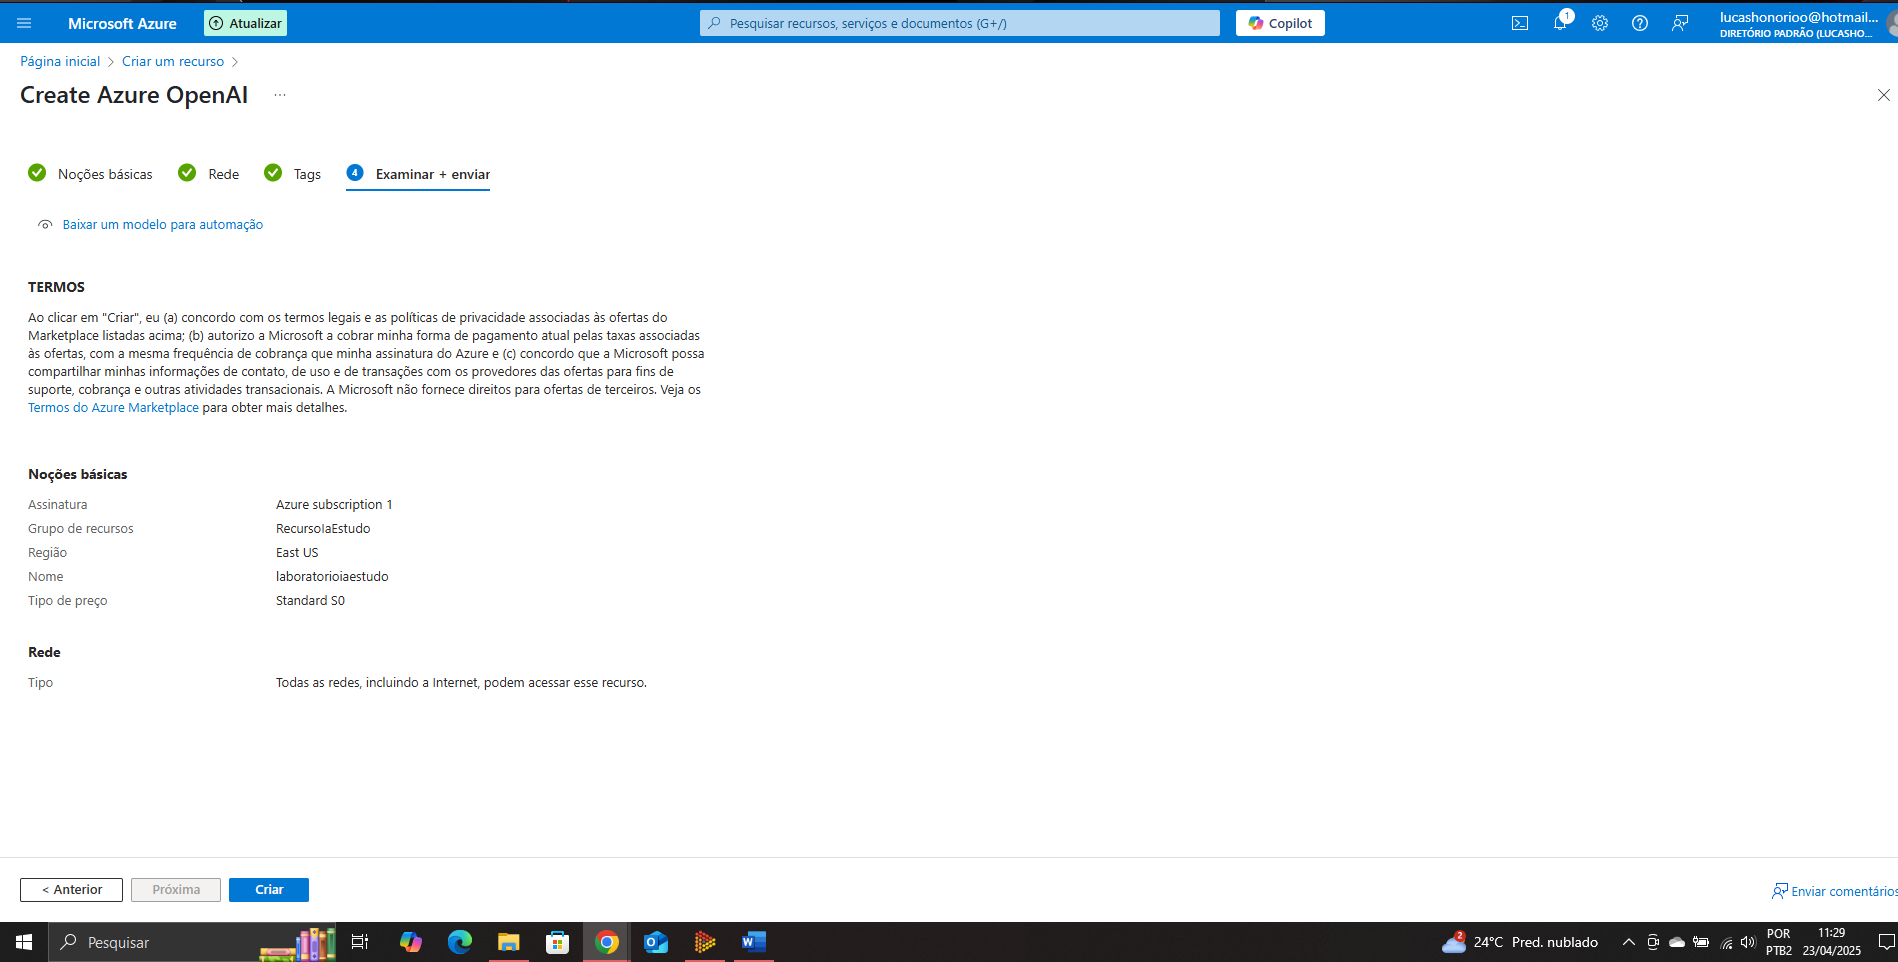 Microsoft Azure
Atualizar
Pesquisar recursos, serviços e documentos (G+/)
Copilot
1
lucashonorioo@hotmail...
DIRETÓRIO PADRÃO (LUCASHO...
Página inicial > Criar um recurso >
Create Azure OpenAI ...
Noções básicas
Rede
Tags
4 Examinar + enviar
Baixar um modelo para automação
TERMOS
Ao clicar em "Criar", eu (a) concordo com os termos legais e as políticas de privacidade associadas às ofertas do
Marketplace listadas acima; (b) autorizo a Microsoft a cobrar minha forma de pagamento atual pelas taxas associadas
às ofertas, com a mesma frequência de cobrança que minha assinatura do Azure e (c) concordo que a Microsoft possa
compartilhar minhas informações de contato, de uso e de transações com os provedores das ofertas para fins de
suporte, cobrança e outras atividades transacionais. A Microsoft não fornece direitos para ofertas de terceiros. Veja os
Termos do Azure Marketplace para obter mais detalhes.
Noções básicas
Assinatura Azure subscription 1
Grupo de recursos RecursoIaEstudo
Região East US
Nome laboratorioiaestudo
Tipo de preço Standard S0
Rede
Tipo Todas as redes, incluindo a Internet, podem acessar esse recurso.
< Anterior
Próxima
Criar
Enviar comentários
Pesquisar
2
24°C Pred. nublado
POR
PTB2
11:29
23/04/2025